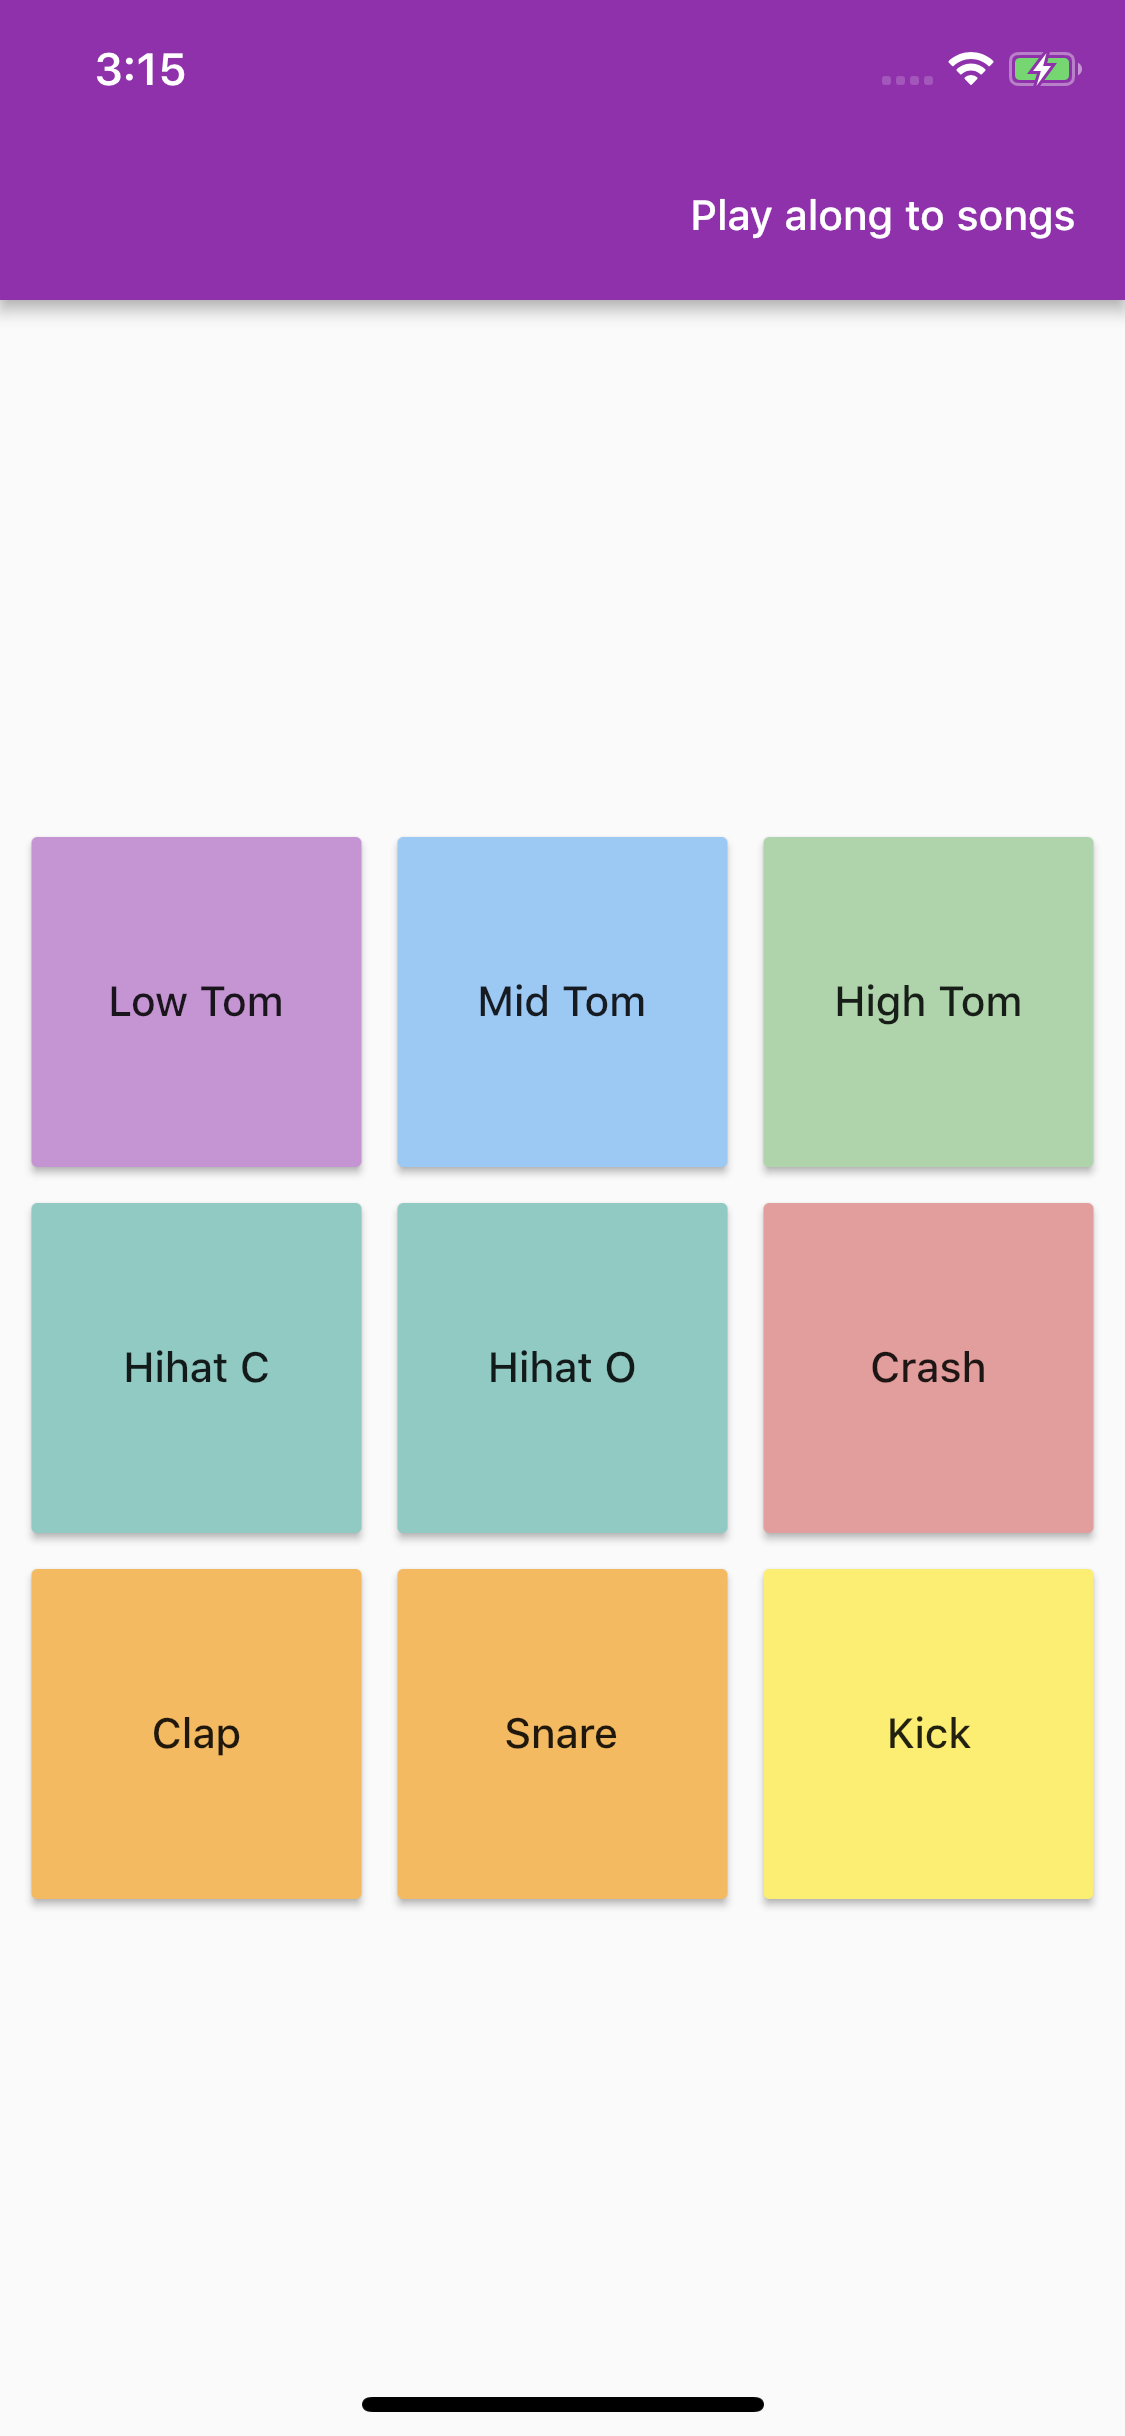 3:15
Play along to songs
Low Tom
Mid Tom
High Tom
Hihat C
Hihat O
Crash
Clap
Snare
Kick